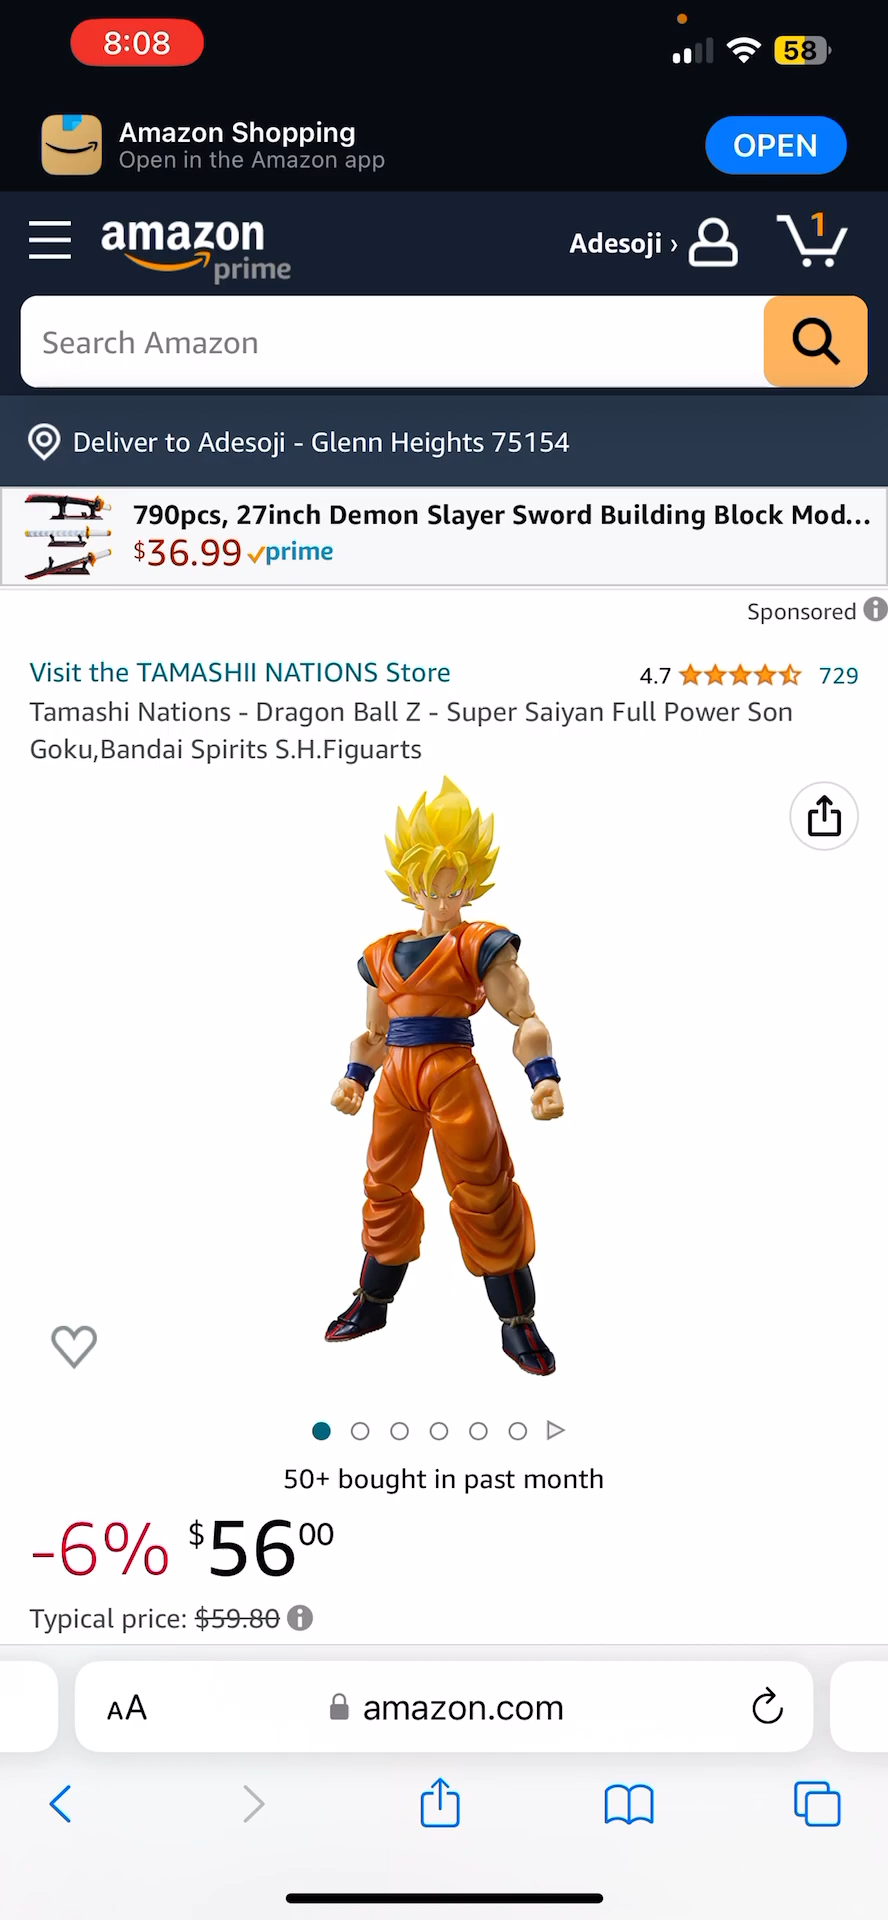 8:08
58
Amazon Shopping
Open in the Amazon app
OPEN
amazon
prime
Adesoji ›
1
Search Amazon
Deliver to Adesoji - Glenn Heights 75154
790pcs, 27inch Demon Slayer Sword Building Block Mod...
$36.99 prime
Sponsored
Visit the TAMASHII NATIONS Store
4.7 729
Tamashi Nations - Dragon Ball Z - Super Saiyan Full Power Son
Goku,Bandai Spirits S.H.Figuarts
50+ bought in past month
-6% $5600
Typical price: $59.80
AA
amazon.com